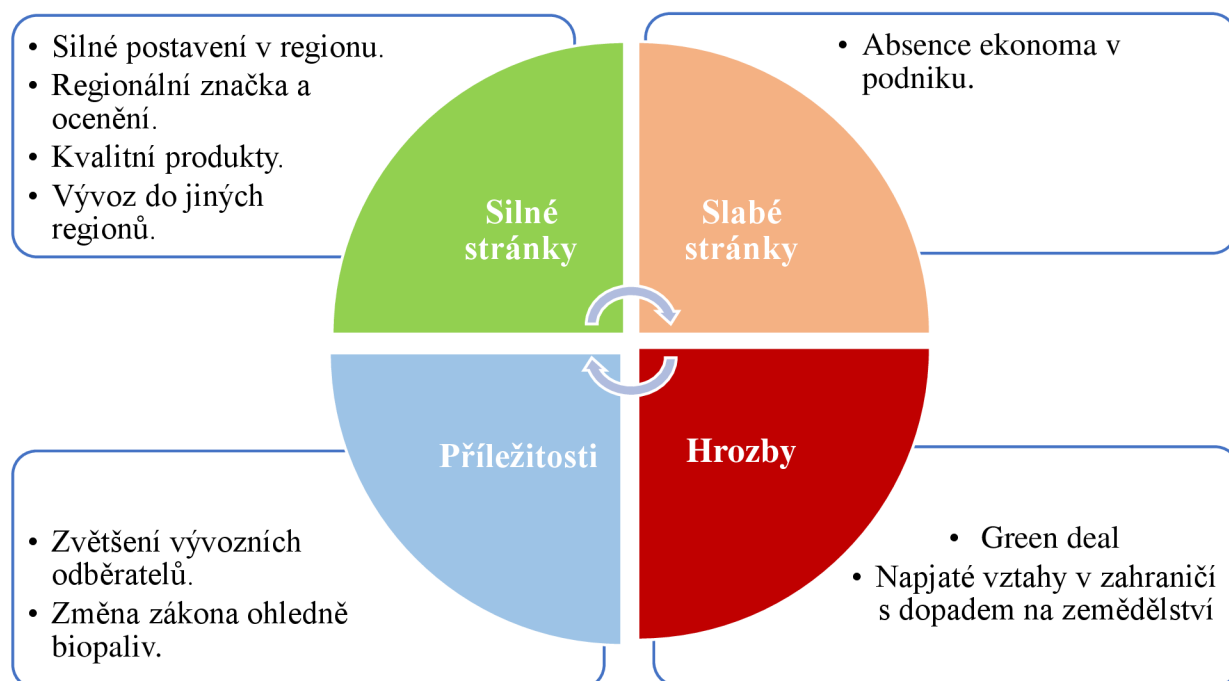 • Silné postavení v regionu.
• Regionální značka a
ocenění.
• Kvalitní produkty.
• Vývoz do jiných
regionů.
• Absence ekonoma v
podniku.
Silné
stránky
Slabé
stránky
Příležitosti
Hrozby
• Zvětšení vývozních
odběratelů.
• Změna zákona ohledně
biopaliv.
• Green deal
• Napjaté vztahy v zahraničí
s dopadem na zemědělství